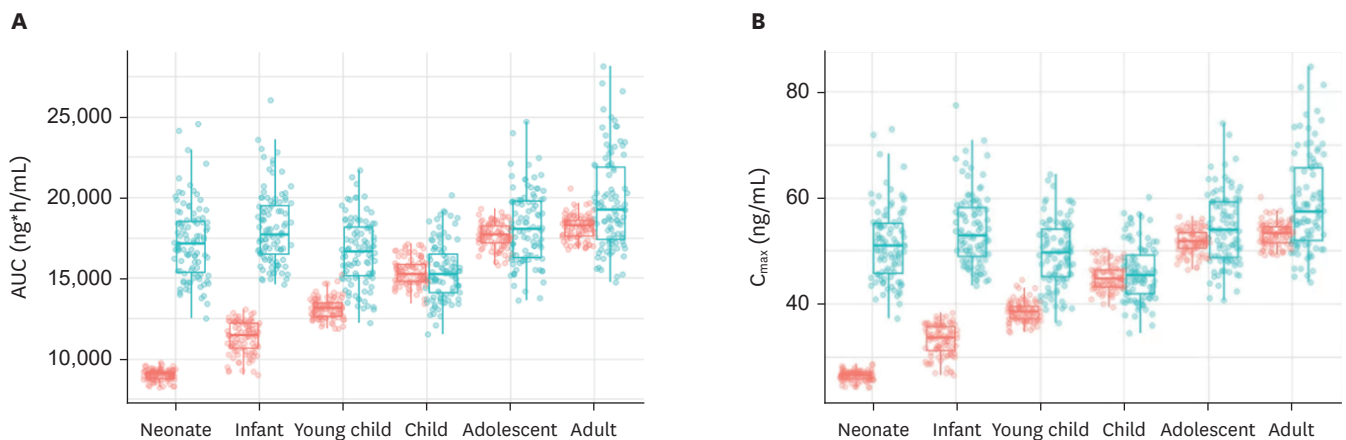 A
AUC (ng*h/mL)
25,000
20,000
15,000
10,000
Neonate Infant Young child Child Adolescent Adult
B
Cmax (ng/mL)
80
60
40
Neonate Infant Young child Child Adolescent Adult